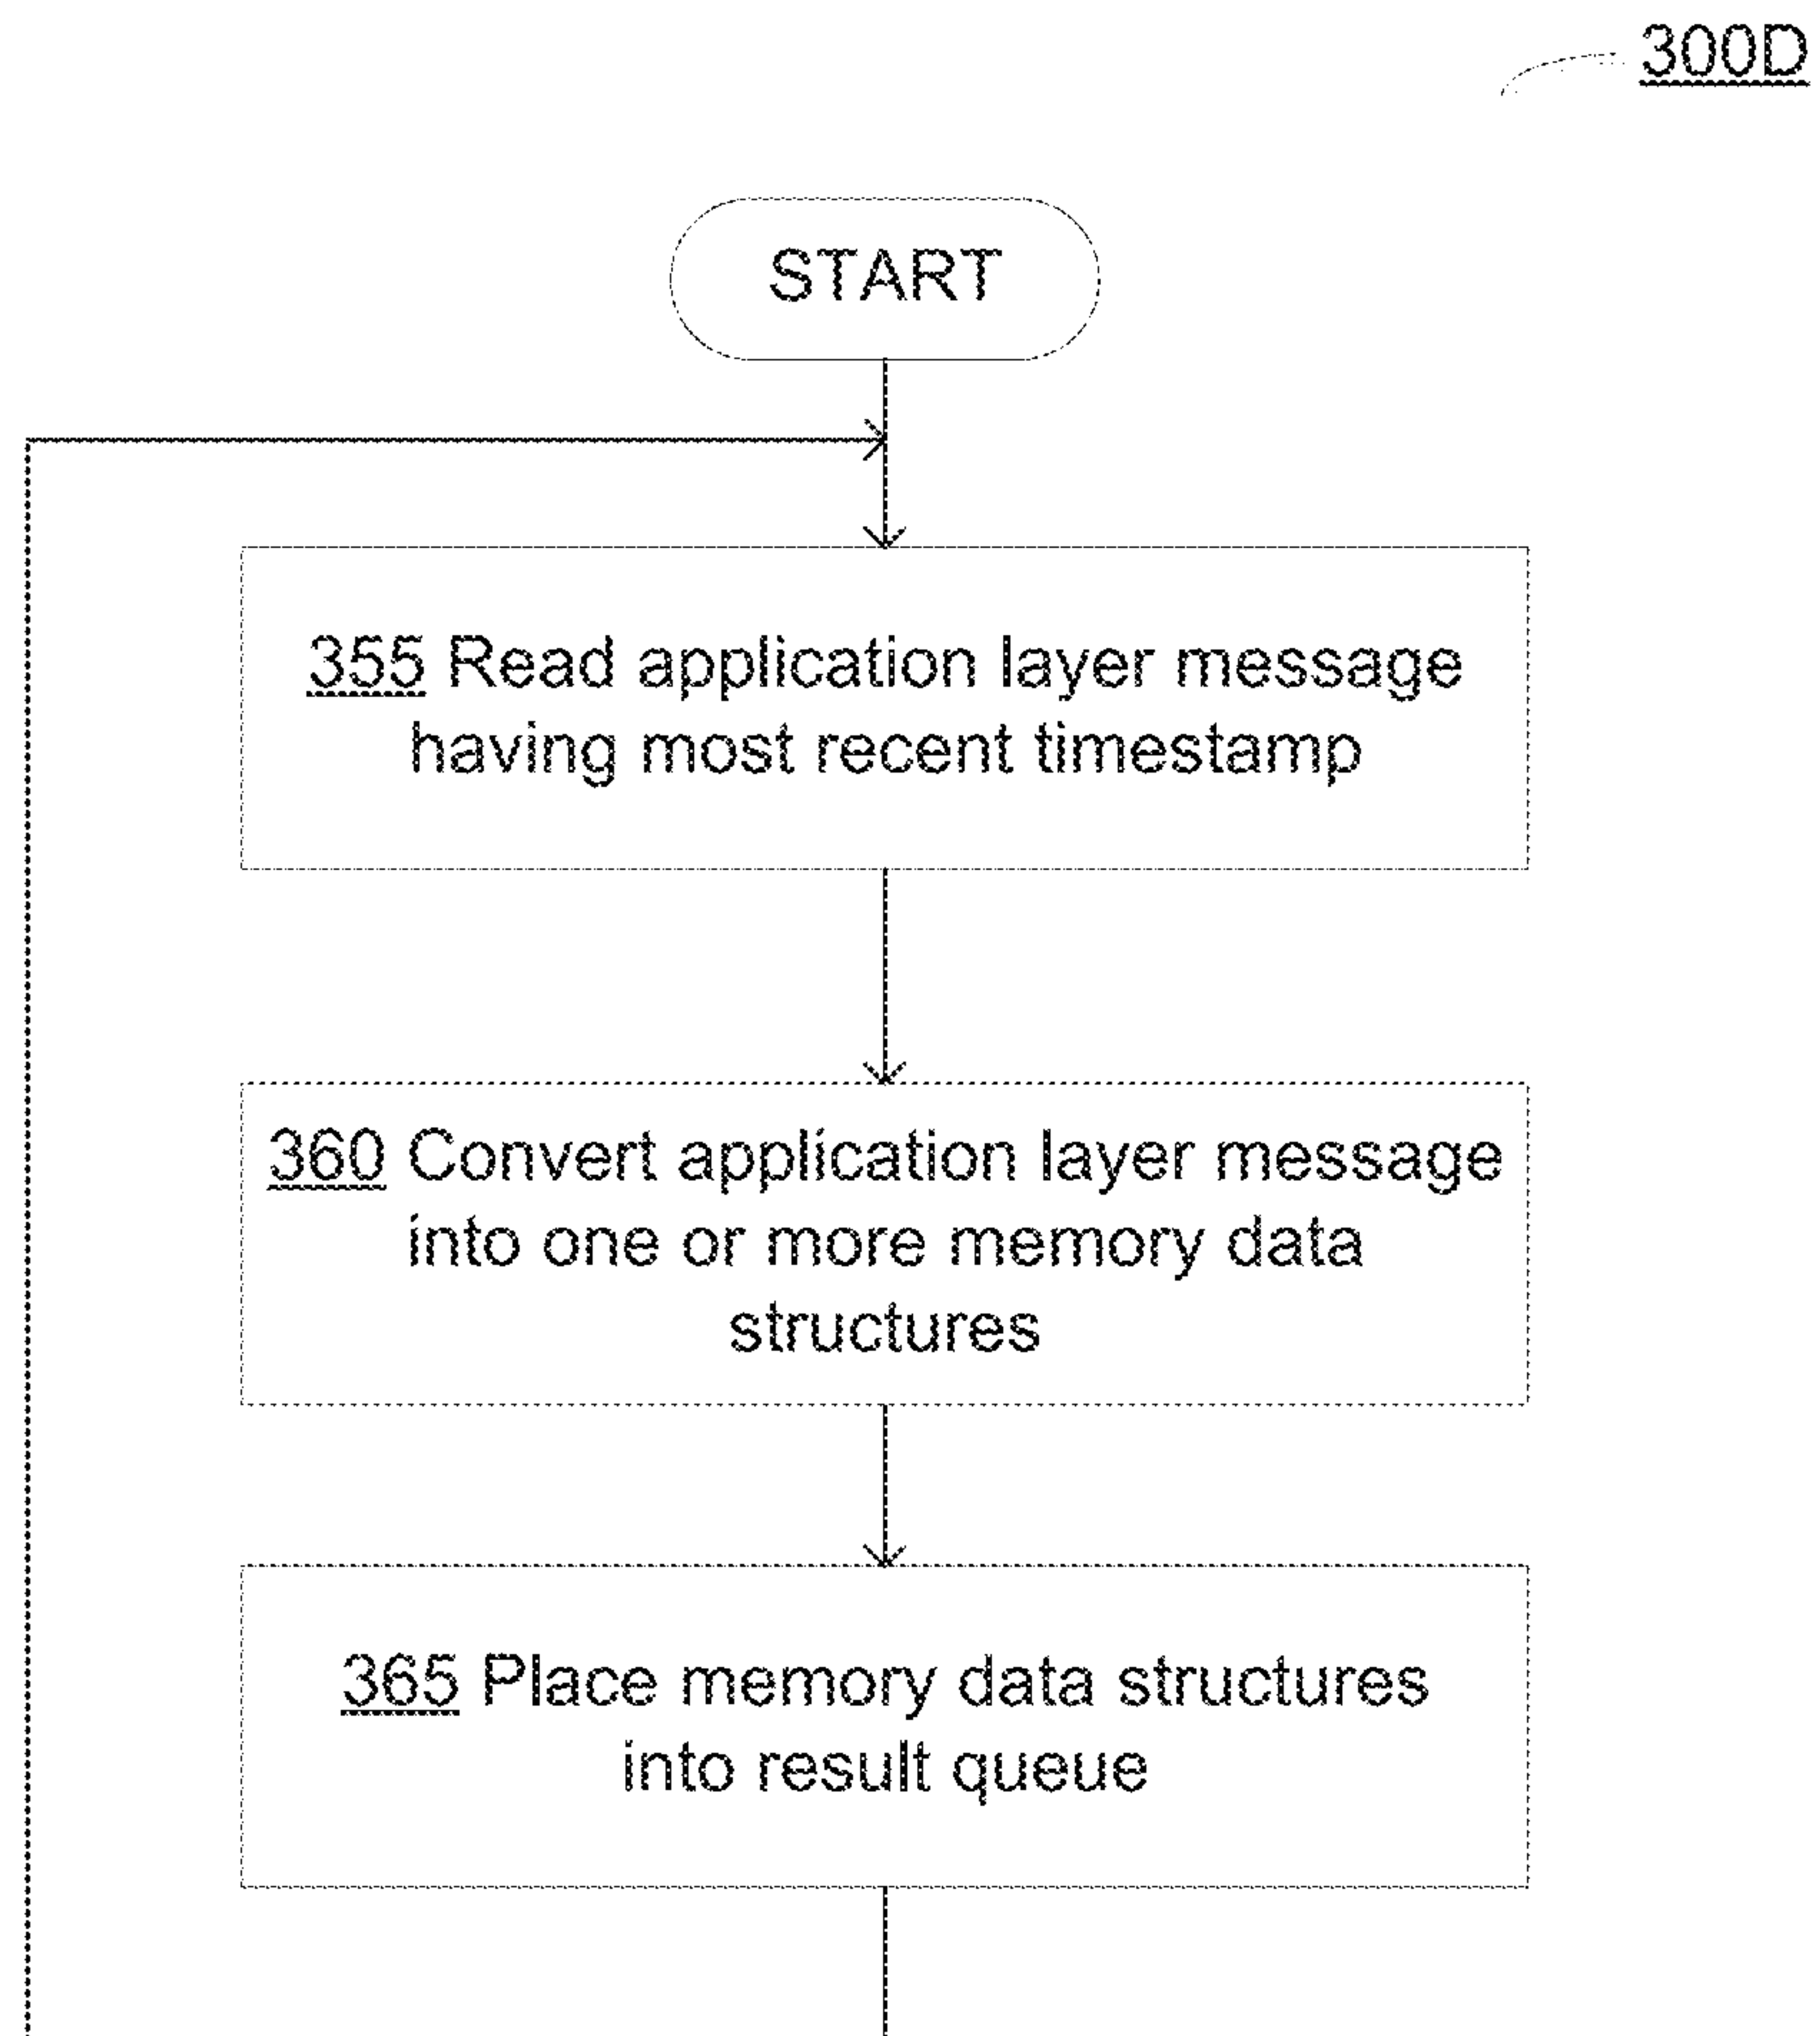 300D
START
355 Read application layer message
having most recent timestamp
360 Convert application layer message
into one or more memory data
structures
365 Place memory data structures
into result queue